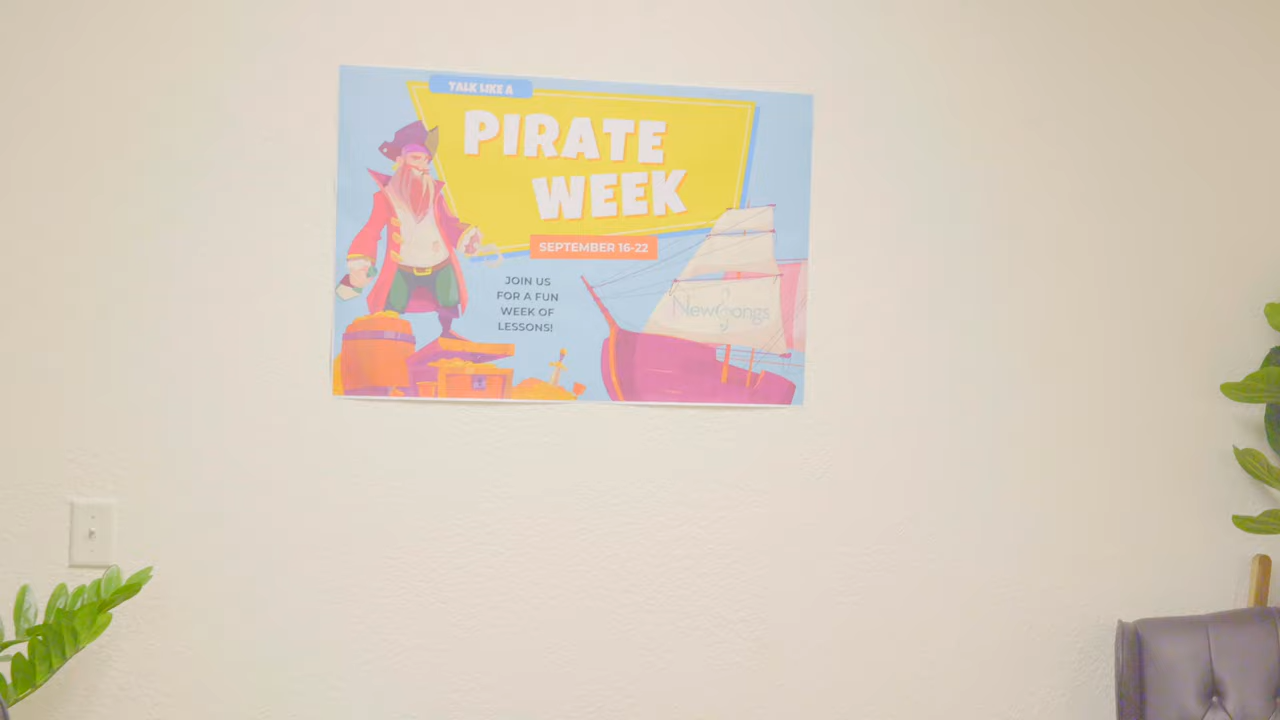 TALK LIKE A
PIRATE
WEEK
SEPTEMBER 16-22
JOIN US
FOR A FUN
WEEK OF
LESSONS!
NewSongs